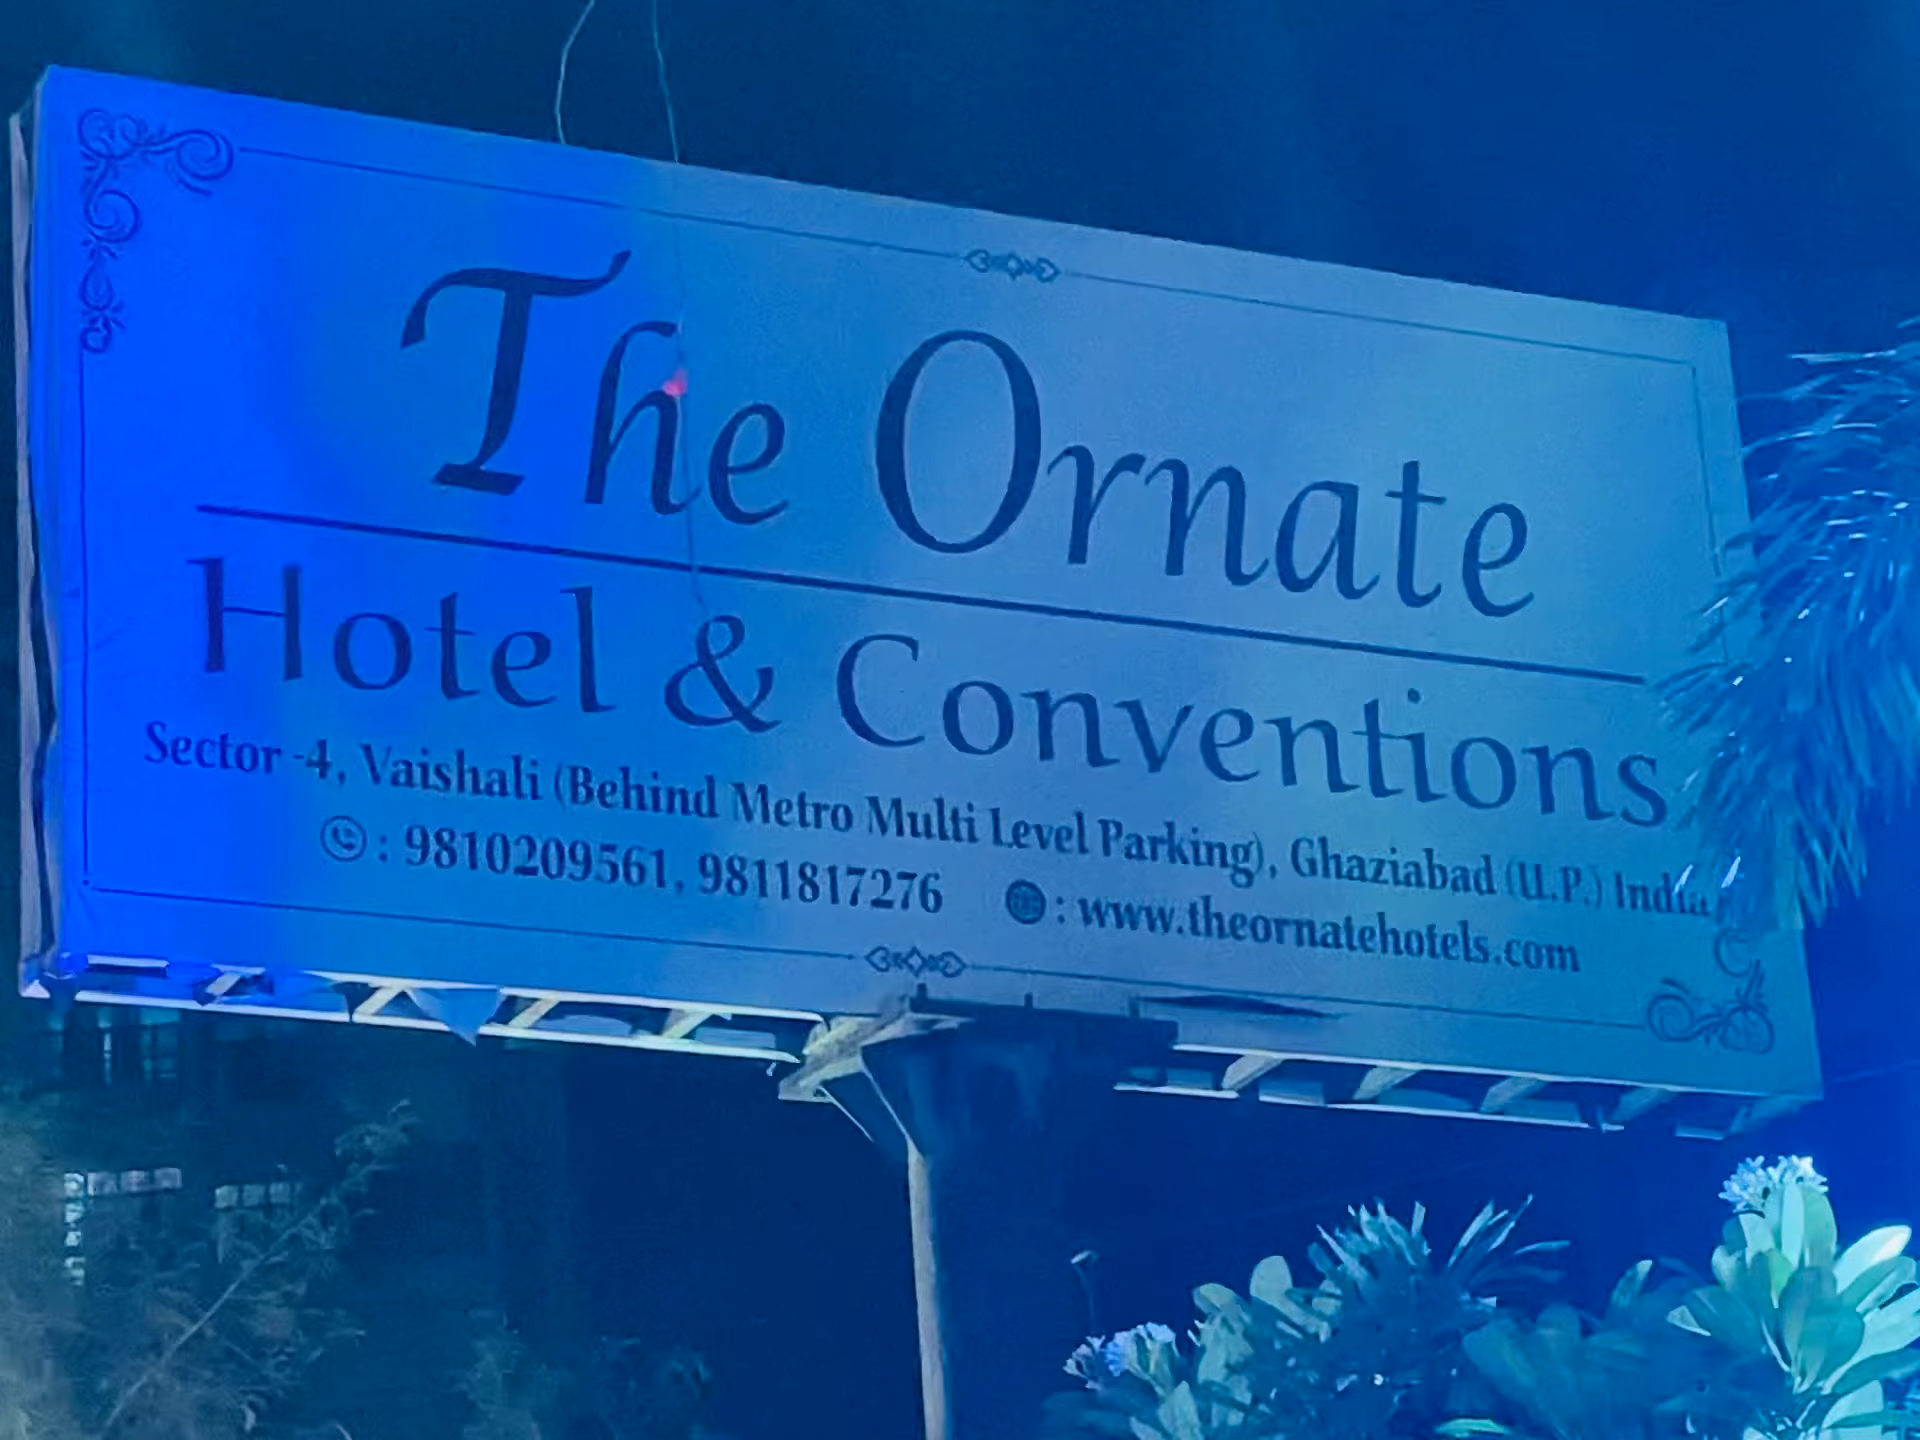 The Ornate
Hotel & Conventions
Sector -4, Vaishali (Behind Metro Multi Level Parking), Ghaziabad (U.P.) India
: 9810209561, 9811817276 : www.theornatehotels.com